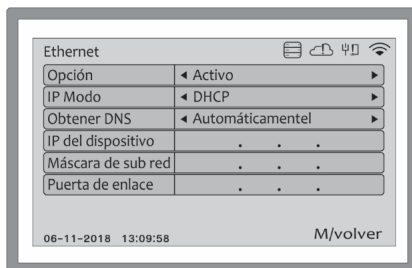 Ethernet
Opción ◀ Activo ▶
IP Modo ◀ DHCP ▶
Obtener DNS ◀ Automáticamentel ▶
IP del dispositivo . . .
Máscara de sub red . . .
Puerta de enlace . . .
06-11-2018 13:09:58 M/volver